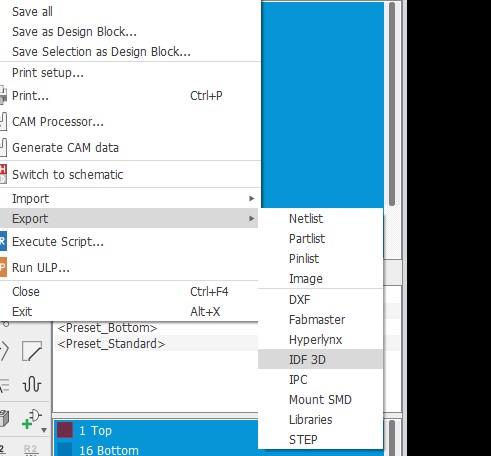 Save all
Save as Design Block...
Save Selection as Design Block...
Print setup...
Print... Ctrl+P
CAM Processor...
Generate CAM data
Switch to schematic
Import
Export
Netlist
Partlist
Pinlist
Image
DXF
Fabmaster
Hyperlynx
IDF 3D
IPC
Mount SMD
Libraries
STEP
Execute Script...
Run ULP...
Close Ctrl+F4
Exit Alt+X
<Preset_Bottom>
<Preset_Standard>
1 Top
16 Bottom
R2